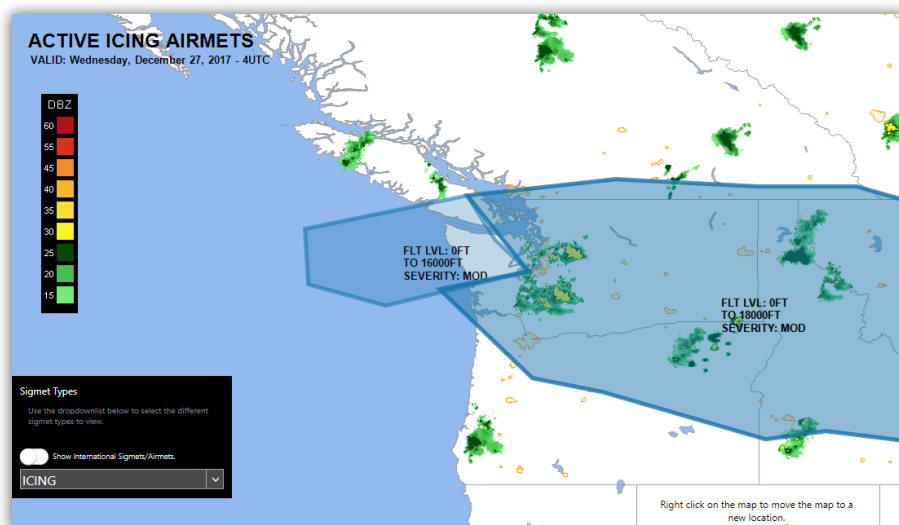 ACTIVE ICING AIRMETS
VALID: Wednesday, December 27, 2017 - 4UTC
DBZ
60
55
45
40
35
30
25
20
15
FLT LVL: 0FT
TO 16000FT
SEVERITY: MOD
FLT LVL: 0FT
TO 18000FT
SEVERITY: MOD
Sigmet Types
Use the dropdownlist below to select the different
sigmet types to view.
Show International Sigmets/Airmets.
ICING
Right click on the map to move the map to a
new location.